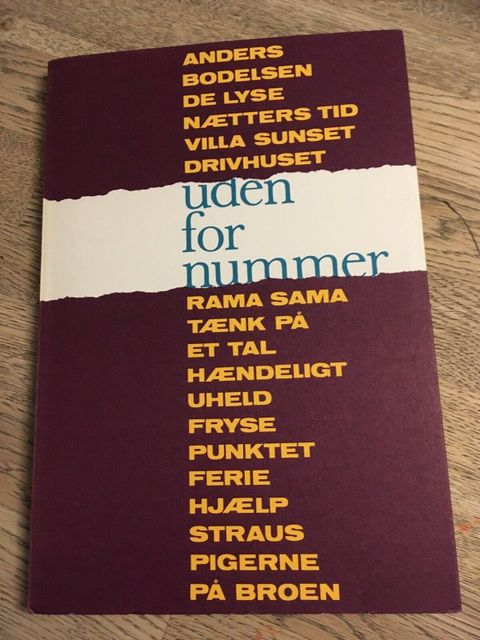 ANDERS
BODELSEN
DE LYSE
NÆTTERS TID
VILLA SUNSET
DRIVHUSET
uden
for
nummer
RAMA SAMA
TÆNK PÅ
ET TAL
HÆNDELIGT
UHELD
FRYSE
PUNKTET
FERIE
HJÆLP
STRAUS
PIGERNE
PÅ BROEN